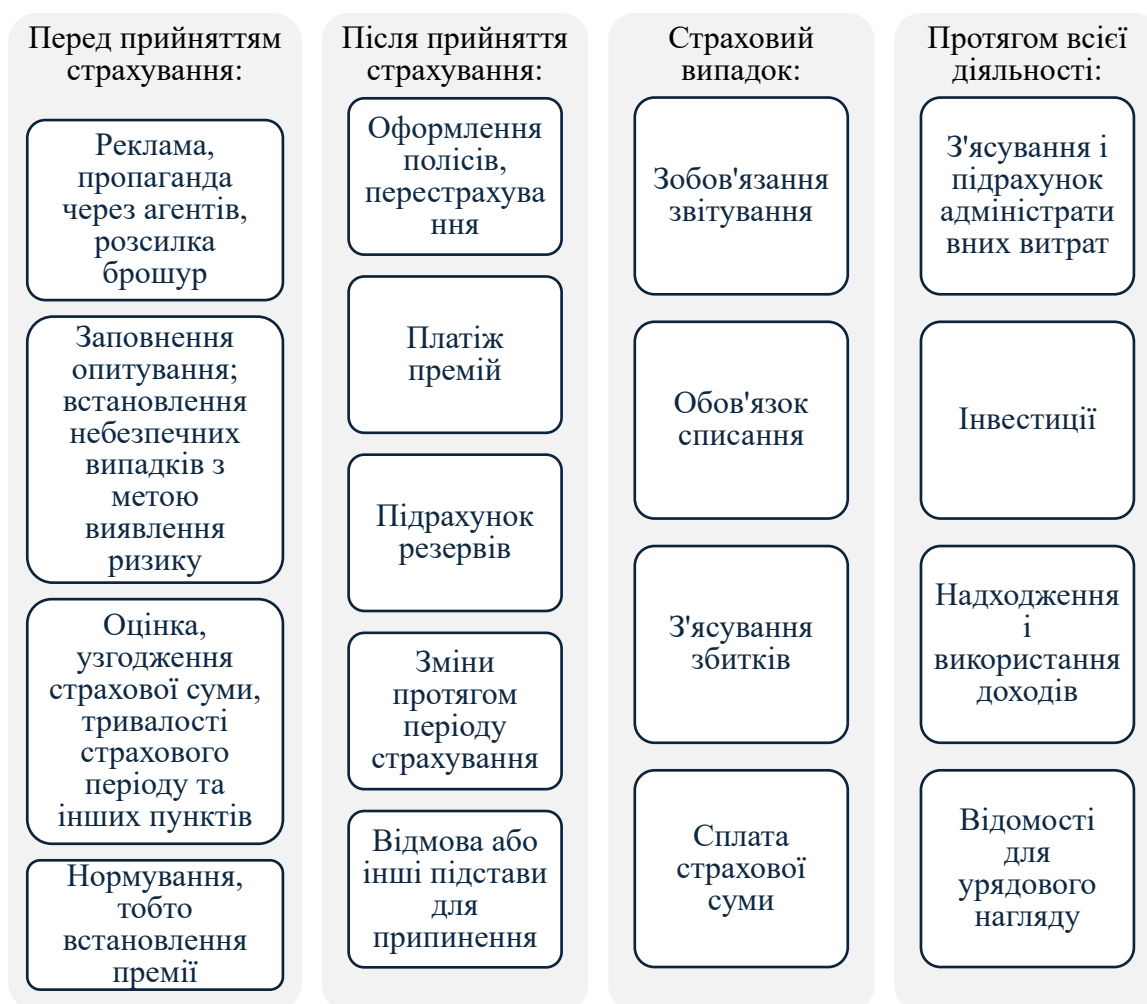 Перед прийняттям
страхування:
Реклама,
пропаганда
через агентів,
розсилка
брошур
Заповнення
опитування;
встановлення
небезпечних
випадків з
метою
виявлення
ризику
Оцінка,
узгодження
страхової суми,
тривалості
страхового
періоду та
інших пунктів
Нормування,
тобто
встановлення
премії
Після прийняття
страхування:
Оформлення
полісів,
перестрахува
ння
Платіж
премій
Підрахунок
резервів
Зміни
протягом
періоду
страхування
Відмова або
інші підстави
для
припинення
Страховий
випадок:
Зобов'язання
звітування
Обов'язок
списання
З'ясування
збитків
Сплата
страхової
суми
Протягом всієї
діяльності:
З'ясування і
підрахунок
адміністрати
вних витрат
Інвестиції
Надходження
і
використання
доходів
Відомості
для
урядового
нагляду